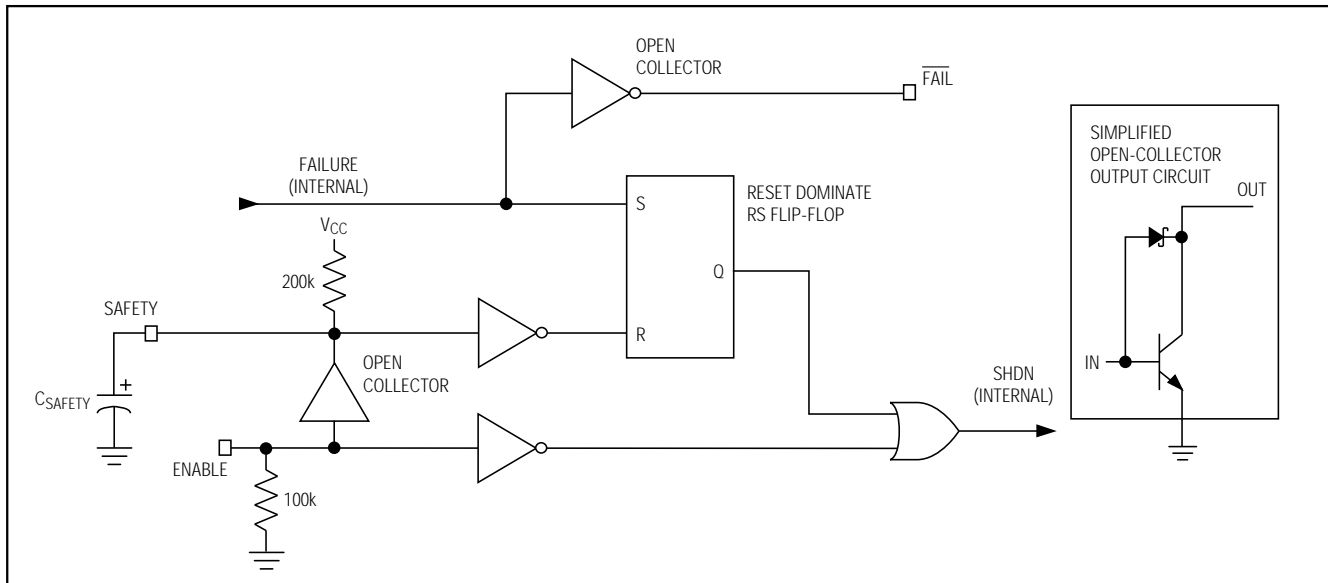 OPEN
COLLECTOR
FAIL
SIMPLIFIED
OPEN-COLLECTOR
OUTPUT CIRCUIT
OUT
IN
FAILURE
(INTERNAL)
S
RESET DOMINATE
RS FLIP-FLOP
Q
R
VCC
200k
SAFETY
OPEN
COLLECTOR
+
CSAFETY
ENABLE
100k
SHDN
(INTERNAL)